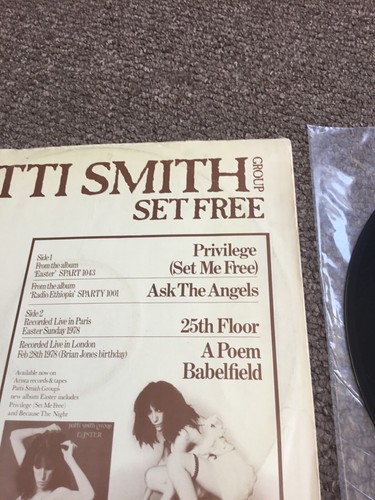 TTI SMITH GROUP
SET FREE
Side 1
From the album
'Easter' SPART 1043
Privilege
(Set Me Free)
From the album
'Radio Ethiopia' SPARTY 1001
Ask The Angels
Side 2
Recorded Live in Paris
Easter Sunday 1978
25th Floor
Recorded Live in London
Feb 28th 1978 (Brian Jones birthday)
A Poem
Babelfield
Available now on
Arista records & tapes
Patti Smith Group's
new album Easter includes
Privilege (Set Me Free)
and Because The Night
PATTI SMITH GROUP
EASTER